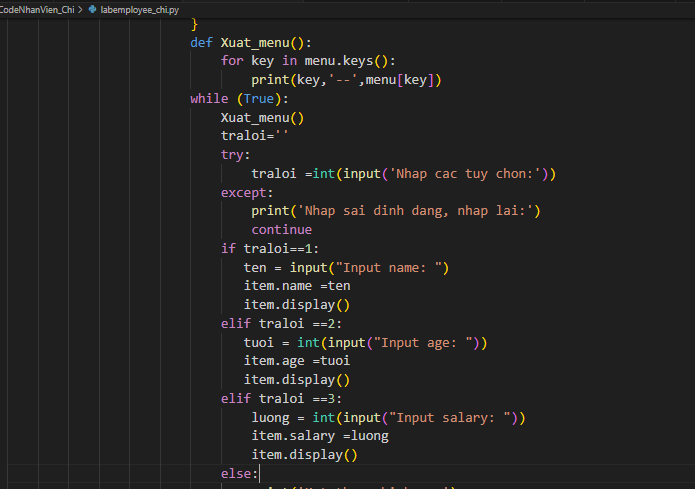 CodeNhanVien_Chi > labemployee_chi.py
}
def Xuat_menu():
for key in menu.keys():
print(key,'--',menu[key])
while (True):
Xuat_menu()
traloi=''
try:
traloi =int(input('Nhap cac tuy chon:'))
except:
print('Nhap sai dinh dang, nhap lai:')
continue
if traloi==1:
ten = input("Input name: ")
item.name =ten
item.display()
elif traloi ==2:
tuoi = int(input("Input age: "))
item.age =tuoi
item.display()
elif traloi ==3:
luong = int(input("Input salary: "))
item.salary =luong
item.display()
else: